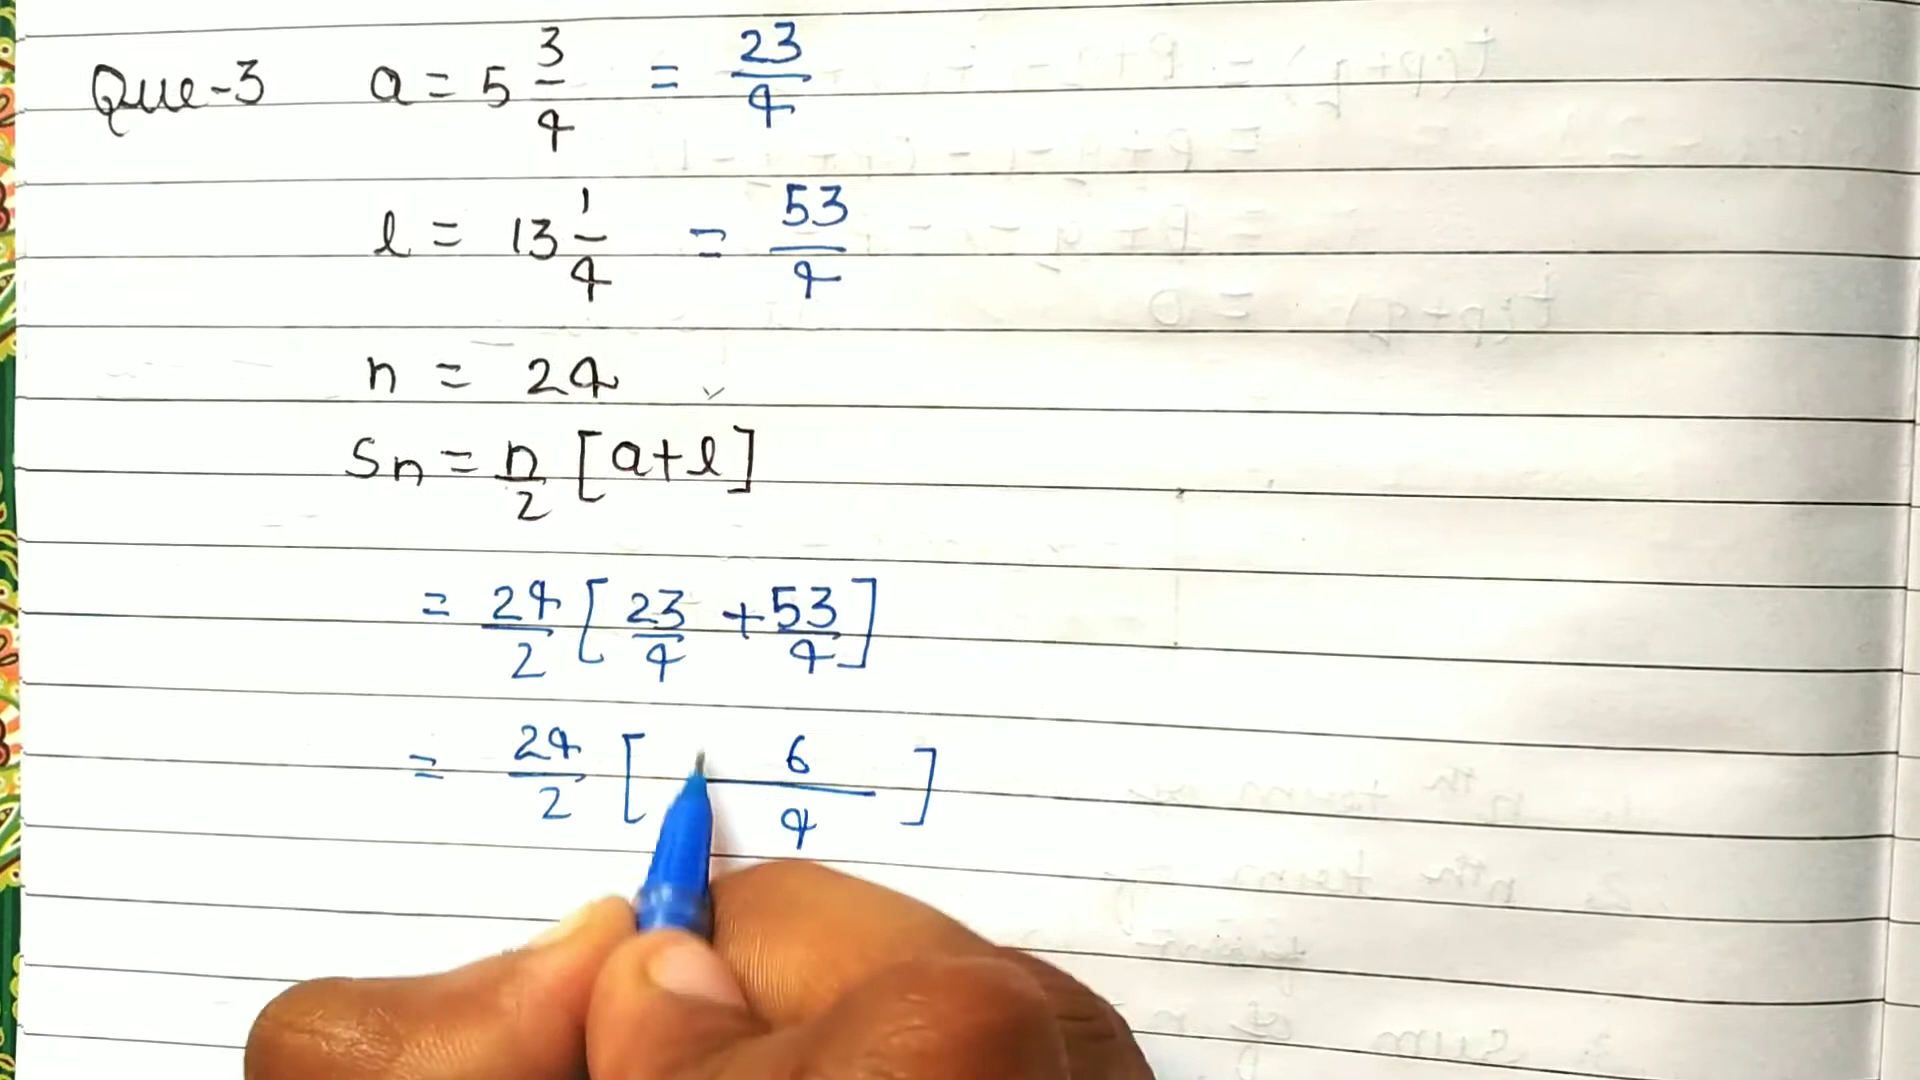 Que-3 a = 5 3/4 = 23/4
l = 13 1/4 = 53/4
n = 24
Sn = n/2 [a+l]
= 24/2 [23/4 + 53/4]
= 24/2 [6/4]